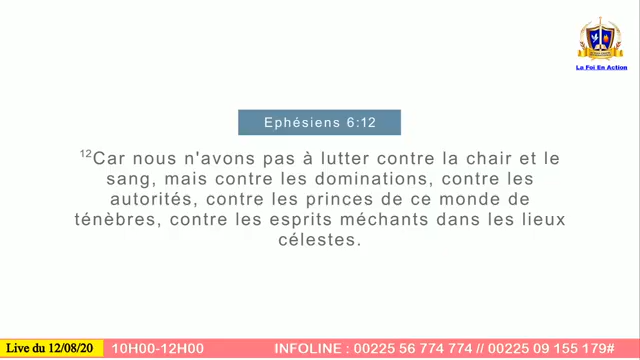 La Foi En Action
Ephésiens 6:12
12Car nous n'avons pas à lutter contre la chair et le
sang, mais contre les dominations, contre les
autorités, contre les princes de ce monde de
ténèbres, contre les esprits méchants dans les lieux
célestes.
Live du 12/08/20 10H00-12H00 INFOLINE : 00225 56 774 774 // 00225 09 155 179#